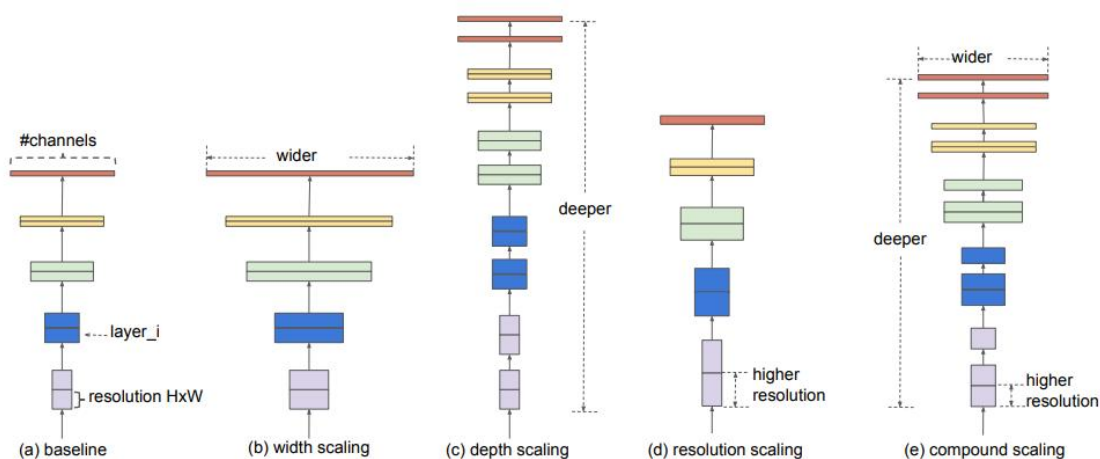 #channels
layer_i
resolution HxW
(a) baseline
wider
(b) width scaling
deeper
(c) depth scaling
higher
resolution
(d) resolution scaling
wider
deeper
higher
resolution
(e) compound scaling